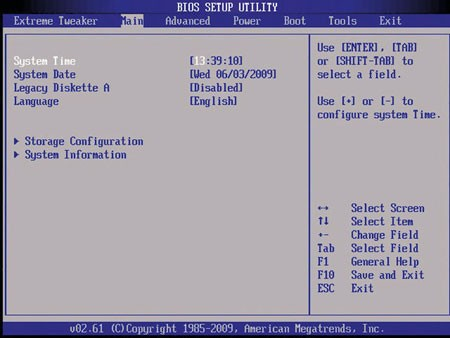 BIOS SETUP UTILITY
Extreme Tweaker Main Advanced Power Boot Tools Exit
System Time [13:39:10]
System Date [Wed 06/03/2009]
Legacy Diskette A [Disabled]
Language [English]
Storage Configuration
System Information
Use [ENTER], [TAB]
or [SHIFT-TAB] to
select a field.
Use [+] or [-] to
configure system Time.
↔ Select Screen
↑↓ Select Item
+- Change Field
Tab Select Field
F1 General Help
F10 Save and Exit
ESC Exit
v02.61 (C)Copyright 1985-2009, American Megatrends, Inc.